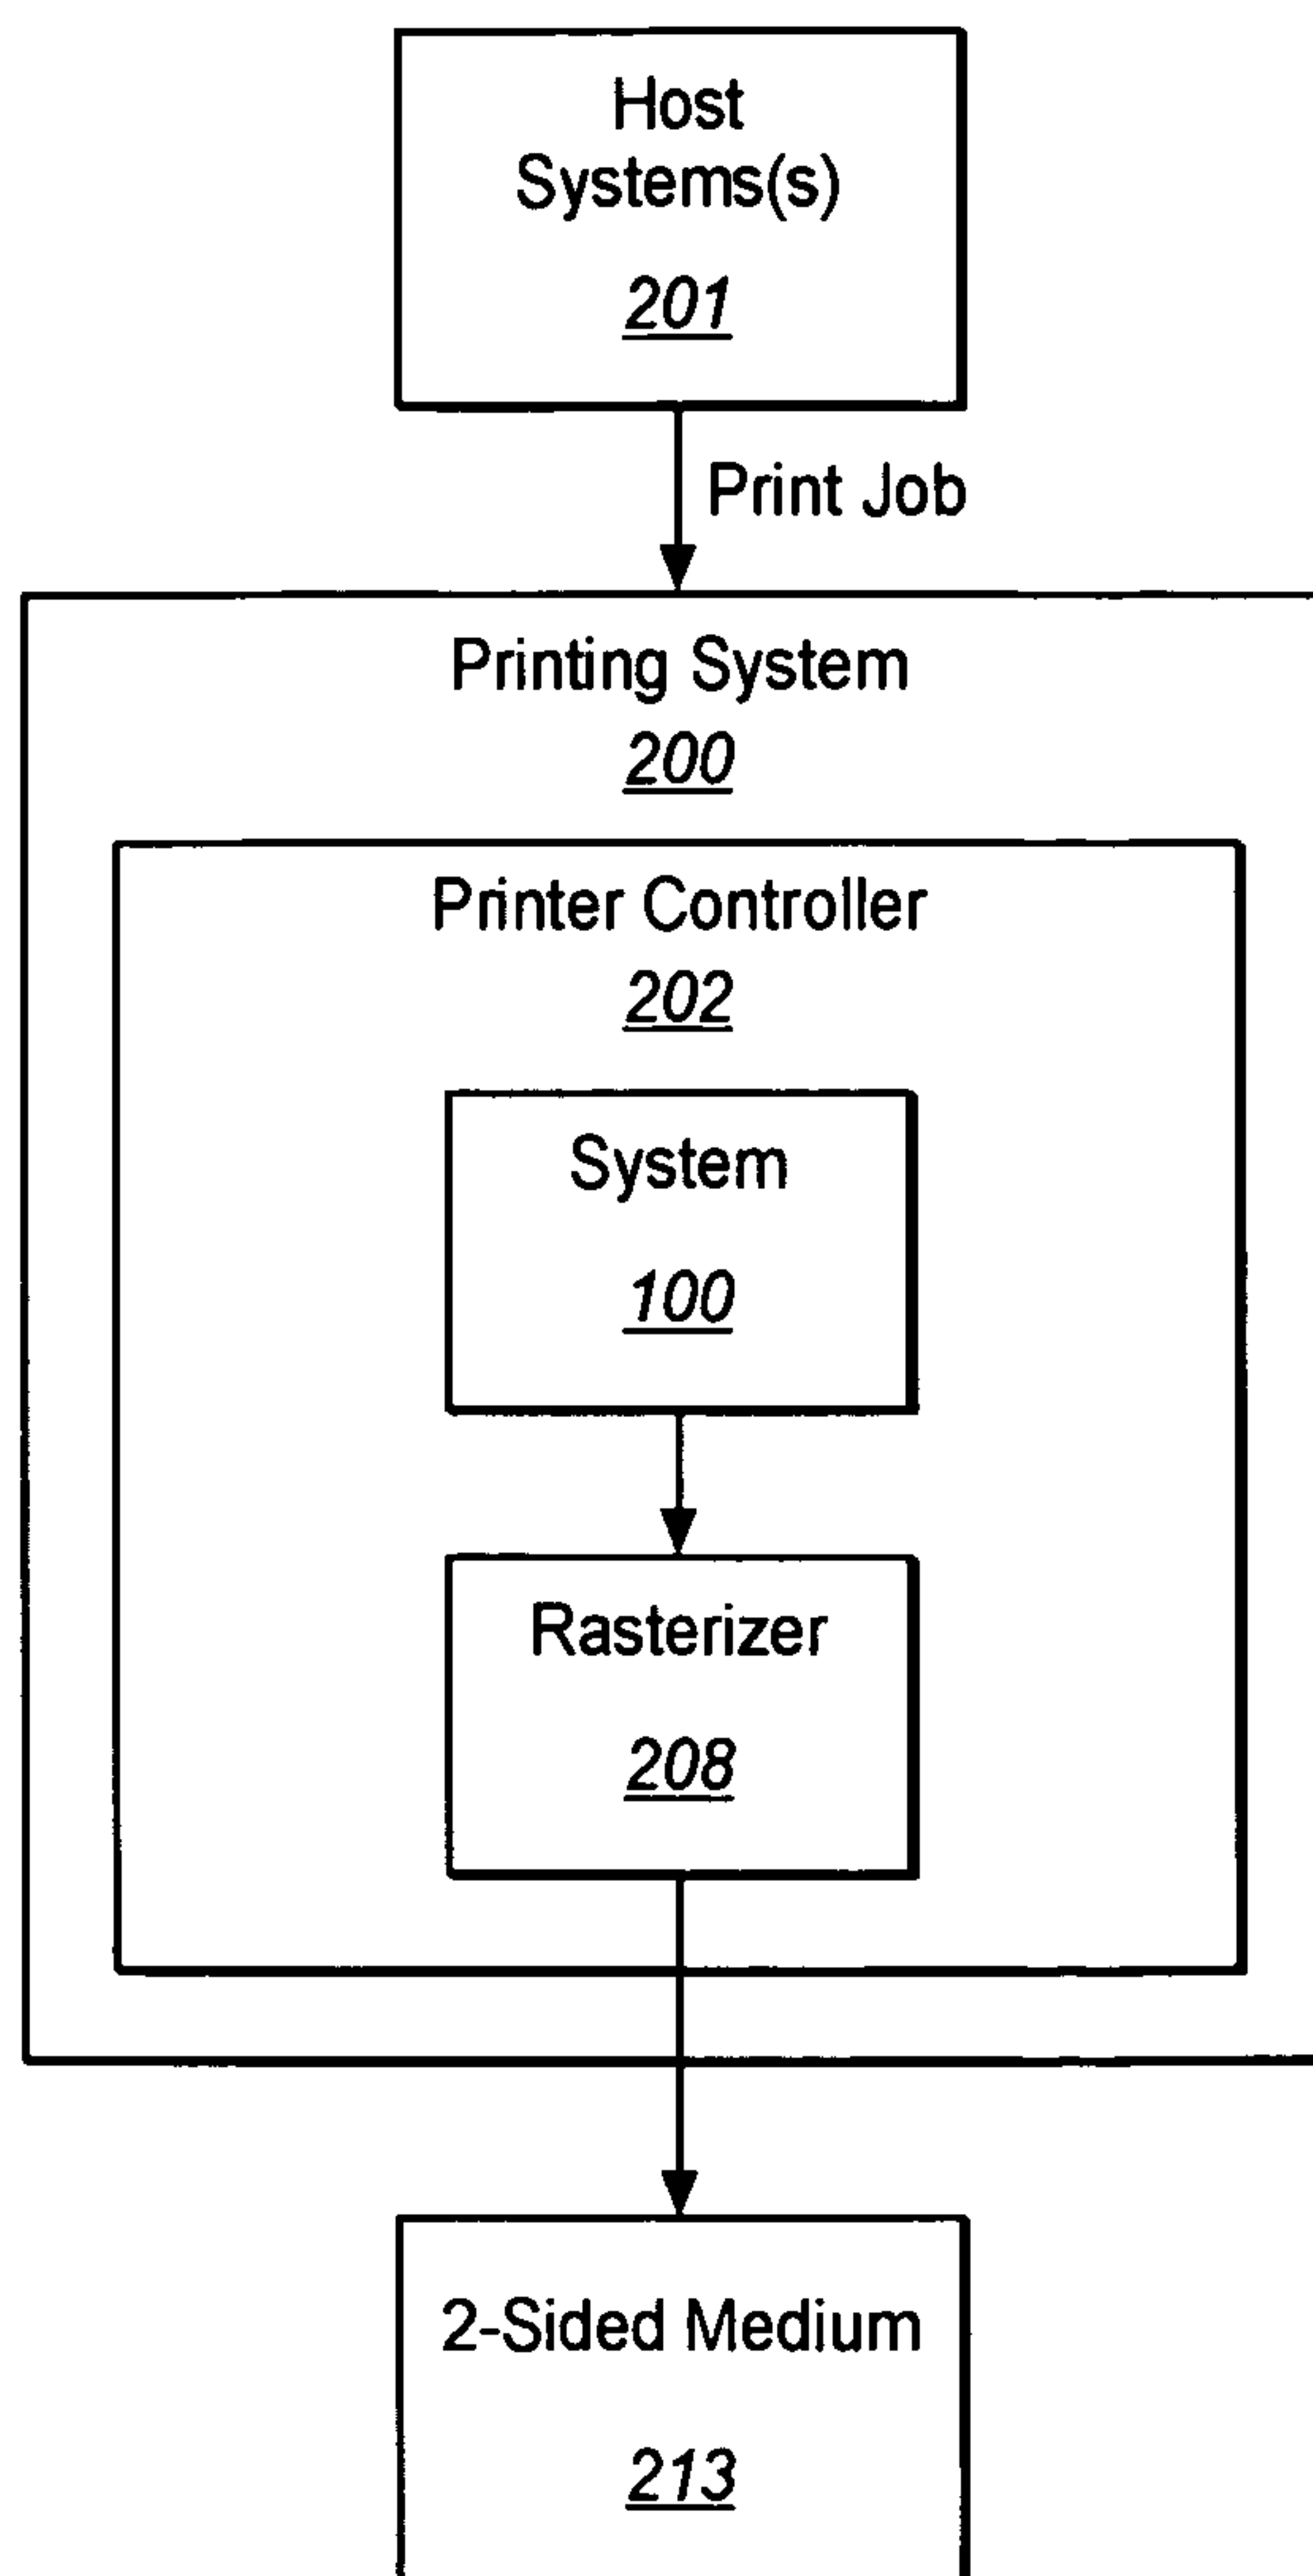 Host
Systems(s)
201
Print Job
Printing System
200
Printer Controller
202
System
100
Rasterizer
208
2-Sided Medium
213